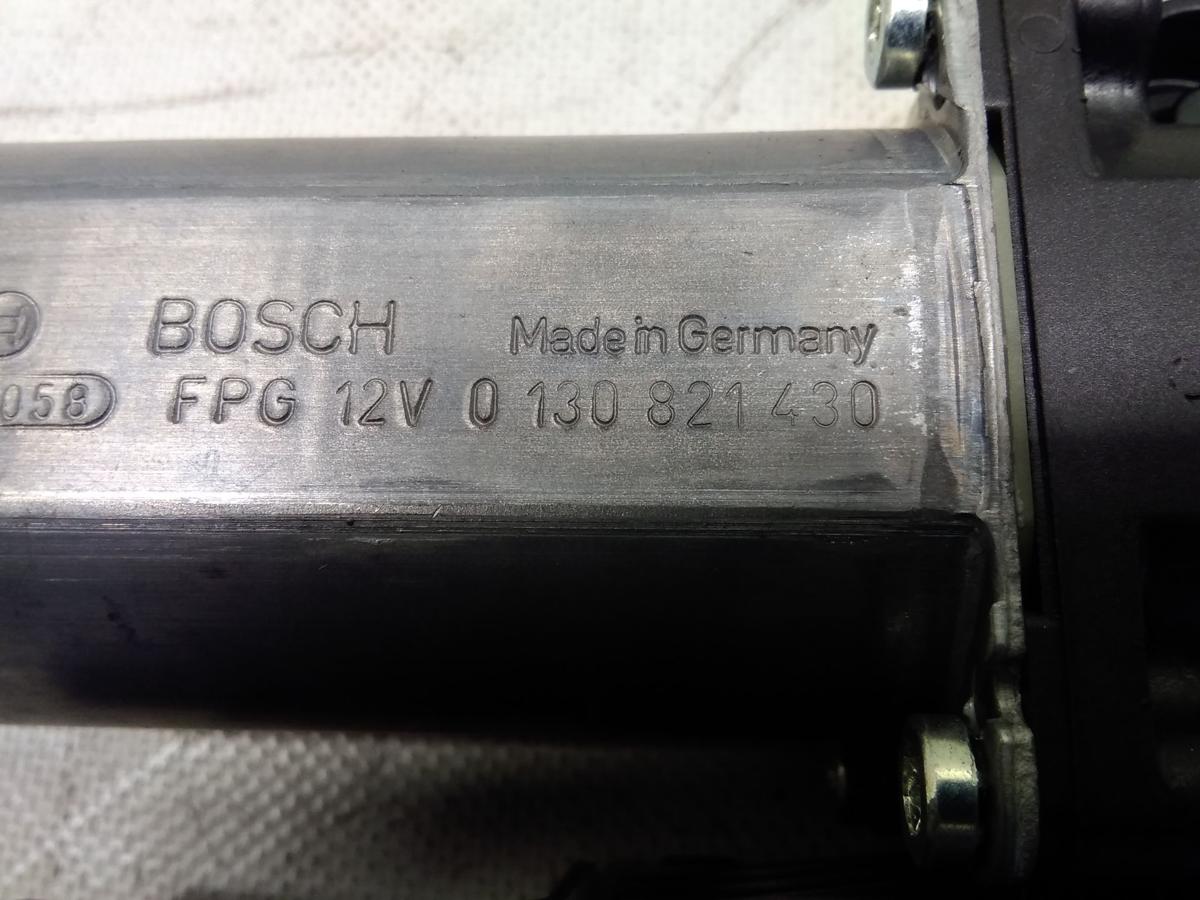 BOSCH Made in Germany
058 FPG 12V 0 130 821 430